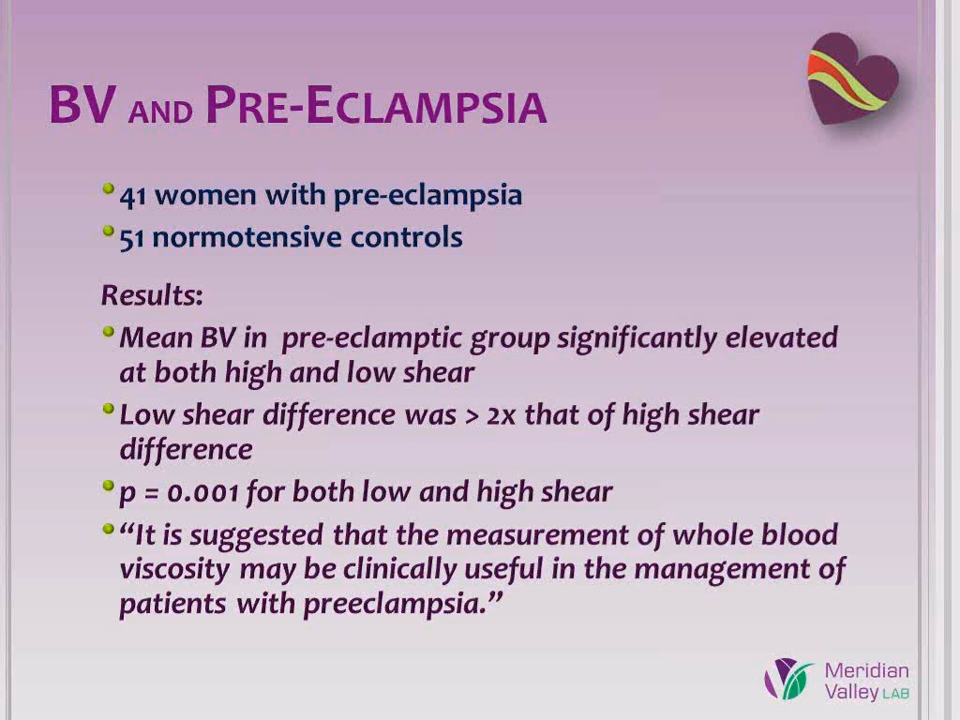 BV AND PRE-ECLAMPSIA
41 women with pre-eclampsia
51 normotensive controls
Results:
Mean BV in pre-eclamptic group significantly elevated
at both high and low shear
Low shear difference was > 2x that of high shear
difference
p = 0.001 for both low and high shear
“It is suggested that the measurement of whole blood
viscosity may be clinically useful in the management of
patients with preeclampsia.”
Meridian
Valley LAB